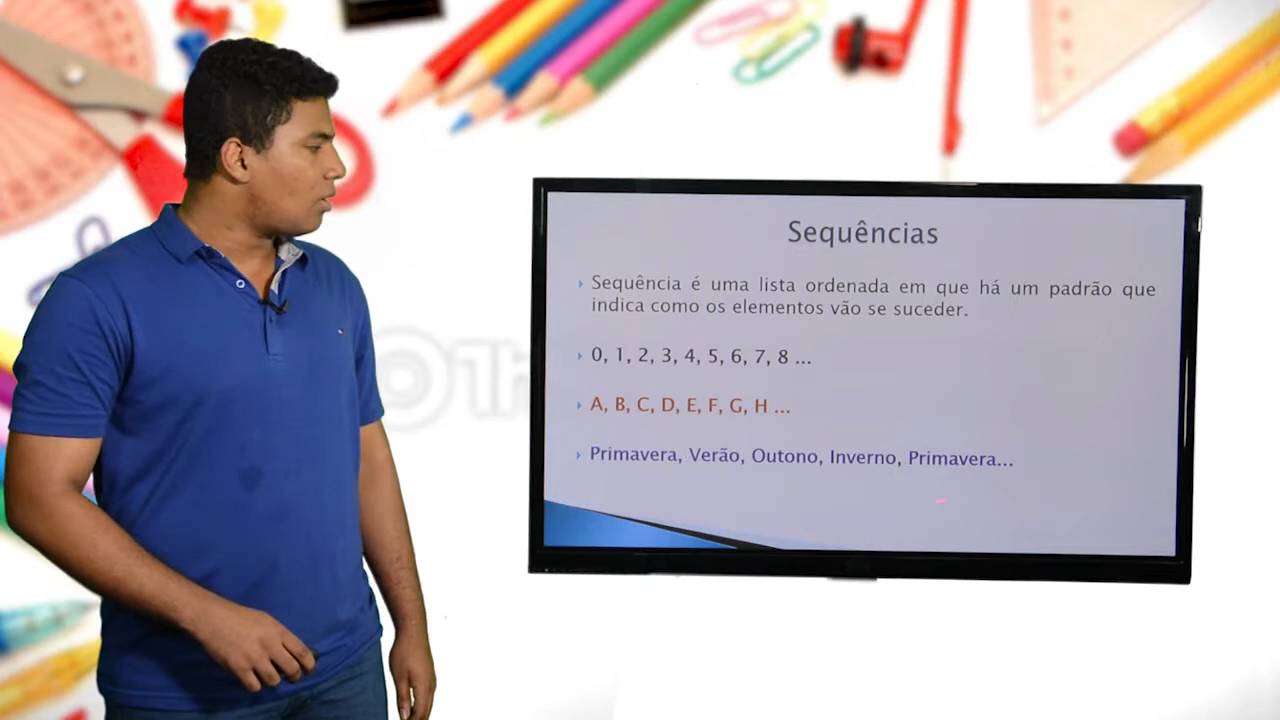 Sequências
Sequência é uma lista ordenada em que há um padrão que
indica como os elementos vão se suceder.
0, 1, 2, 3, 4, 5, 6, 7, 8 ...
A, B, C, D, E, F, G, H ...
Primavera, Verão, Outono, Inverno, Primavera...